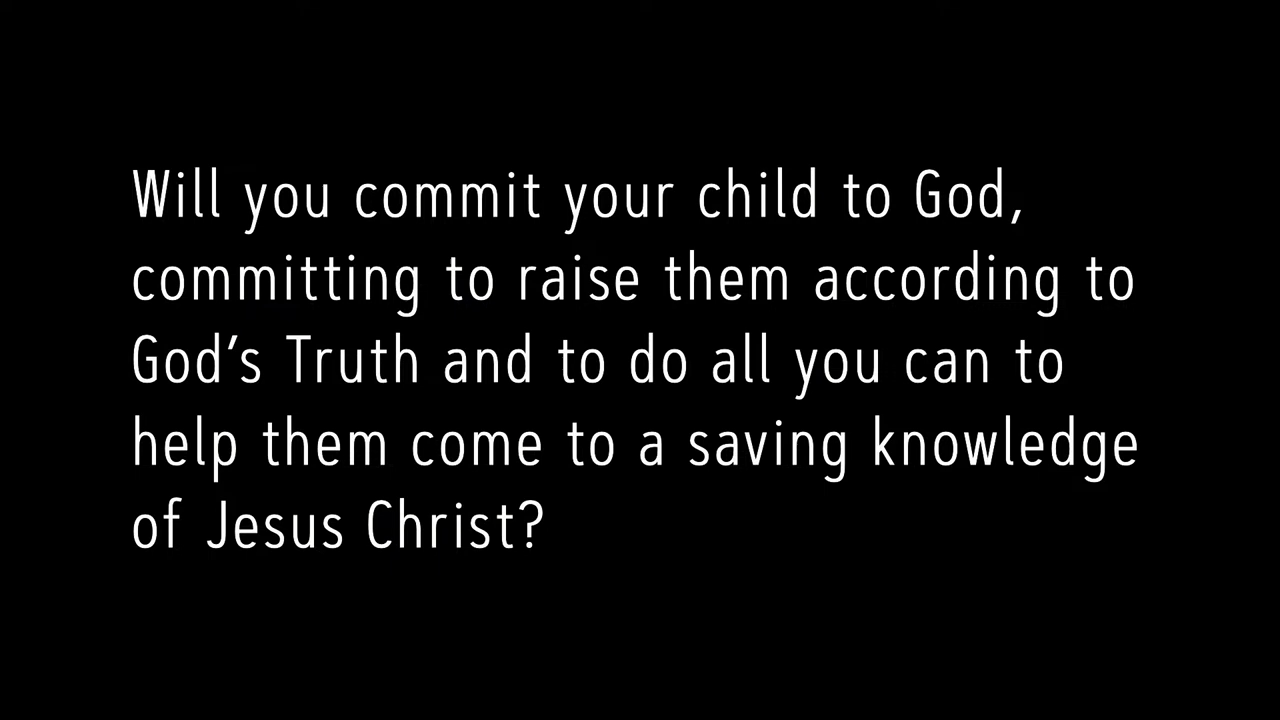 Will you commit your child to God,
committing to raise them according to
God’s Truth and to do all you can to
help them come to a saving knowledge
of Jesus Christ?